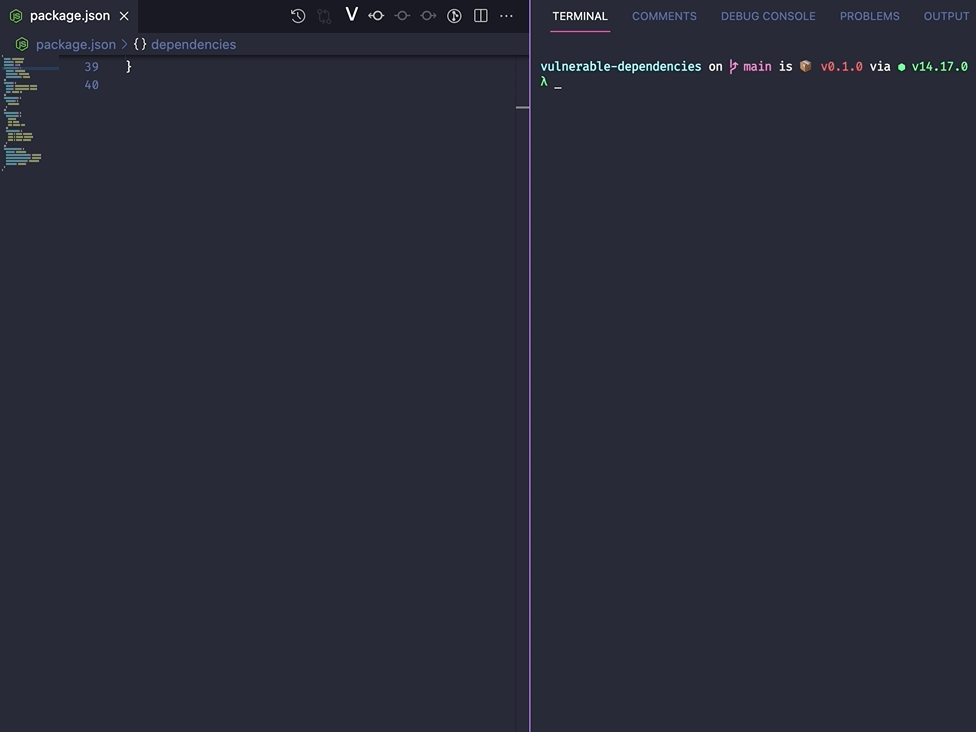 package.json
package.json > {} dependencies
39 }
40
TERMINAL COMMENTS DEBUG CONSOLE PROBLEMS OUTPUT
vulnerable-dependencies on main is 📦 v0.1.0 via ● v14.17.0
λ _